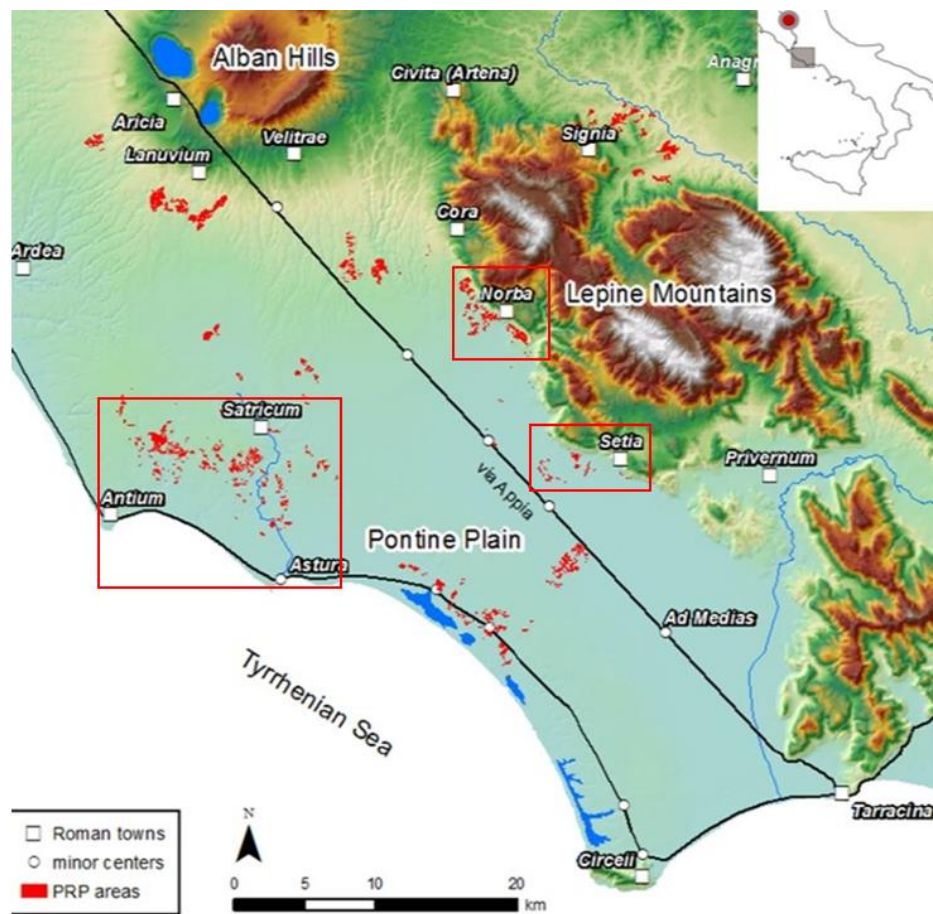 Alban Hills
Civita (Artena)
Anagn
Aricia
Velitrae
Signia
Lanuvium
Cora
Ardea
Norba
Lepine Mountains
Satricum
Setia
Privernum
via Appia
Antium
Pontine Plain
Astura
Ad Medias
Tyrrhenian Sea
Tarracina
Circeii
N
Roman towns
minor centers
PRP areas
0 5 10 20
km